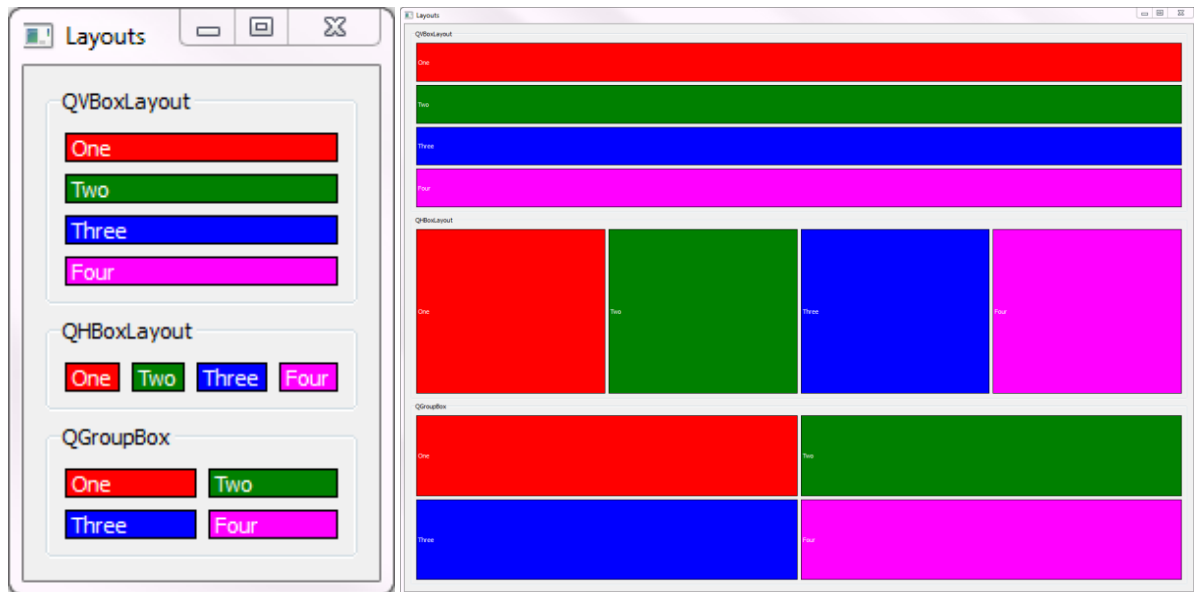 Layouts
QVBoxLayout
One
Two
Three
Four
QHBoxLayout
One Two Three Four
QGroupBox
One Two
Three Four
Layouts
QVBoxLayout
One
Two
Three
Four
QHBoxLayout
One Two Three Four
QGroupBox
One Two
Three Four